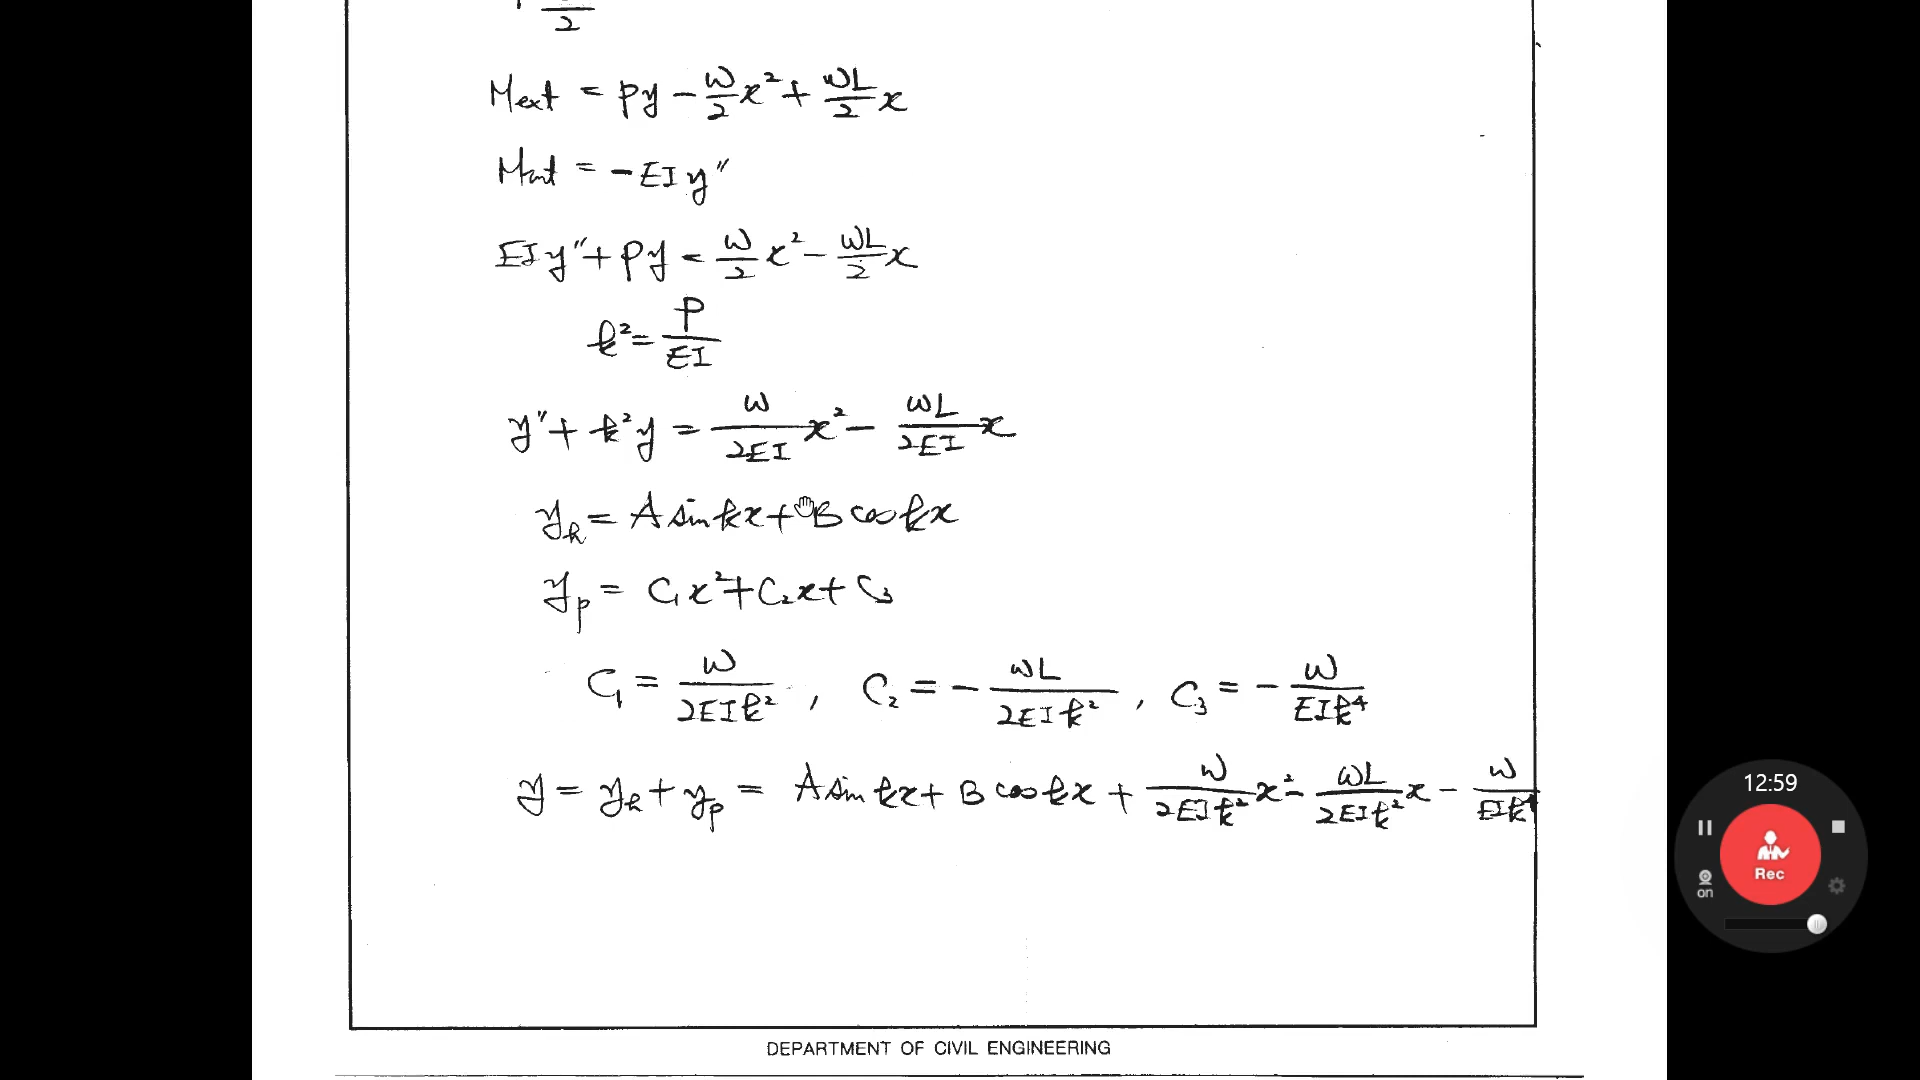 2
Mext = Py - w/2 x² + wL/2 x
Mint = -EIy″
EIy″ + Py = w/2 x² - wL/2 x
k² = P/EI
y″ + k²y = w/2EI x² - wL/2EI x
yh = A sin kx + B cos kx
yp = C₁x² + C₂x + C₃
C₁ = w/2EIk² , C₂ = - wL/2EIk² , C₃ = - w/EIk⁴
y = yh + yp = A sin kx + B cos kx + w/2EIk² x² - wL/2EIk² x - w/EIk⁴
12:59
Rec
on
DEPARTMENT OF CIVIL ENGINEERING